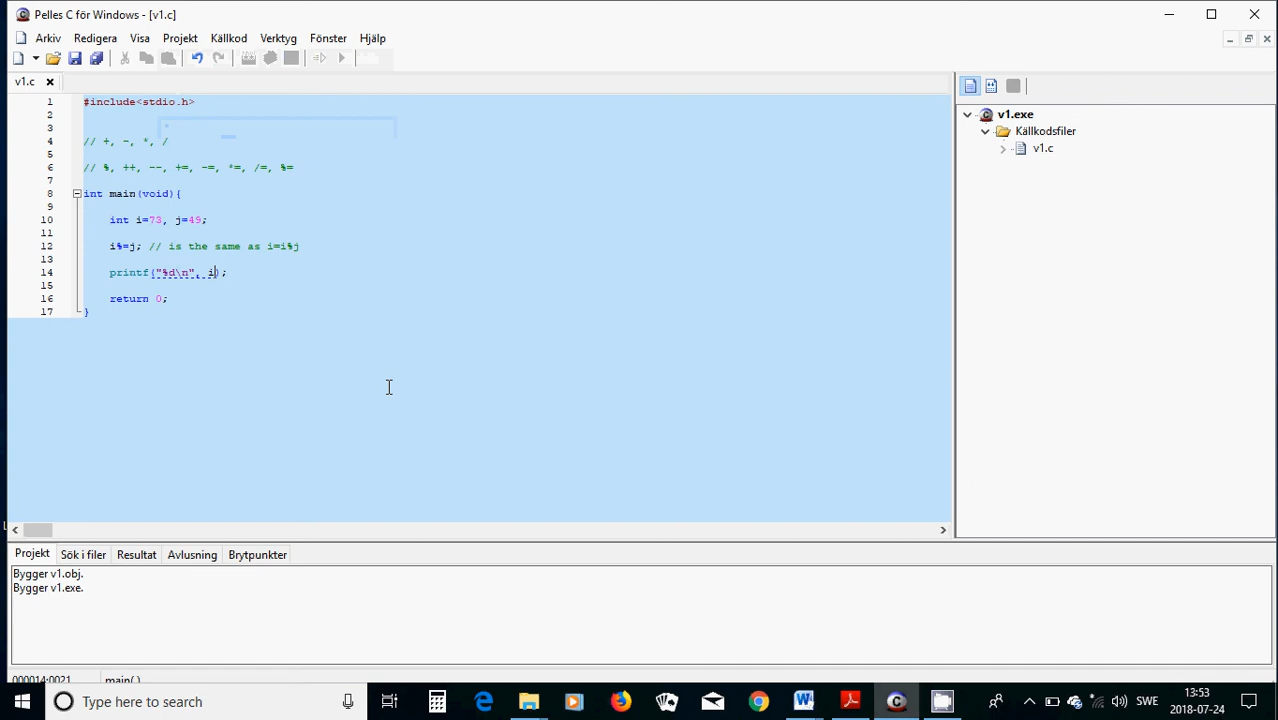 Pelles C för Windows - [v1.c]
Arkiv Redigera Visa Projekt Källkod Verktyg Fönster Hjälp
v1.c
1 #include<stdio.h>
2
3
4 // +, -, *, /
5
6 // %, ++, --, +=, -=, *=, /=, %=
7
8 int main(void){
9
10 int i=73, j=49;
11
12 i%=j; // is the same as i=i%j
13
14 printf("%d\n", i);
15
16 return 0;
17 }
v1.exe
Källkodsfiler
v1.c
Projekt Sök i filer Resultat Avlusning Brytpunkter
Bygger v1.obj.
Bygger v1.exe.
000014:0021 main( )
Type here to search
SWE
13:53
2018-07-24